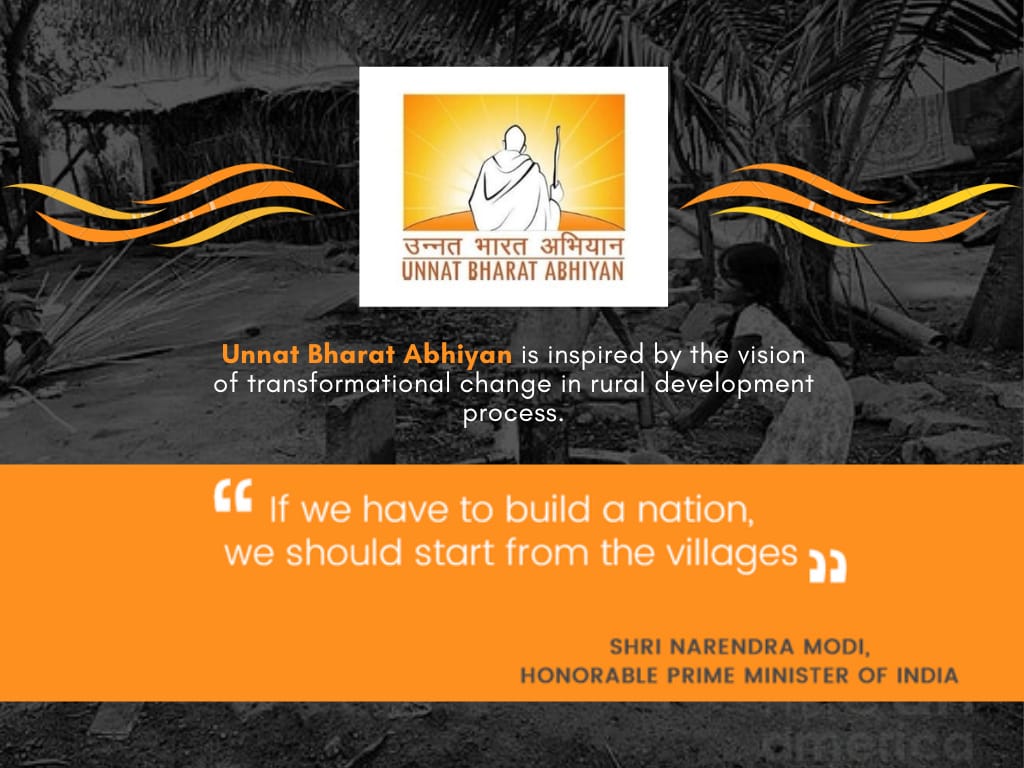 उन्नत भारत अभियान
UNNAT BHARAT ABHIYAN
Unnat Bharat Abhiyan is inspired by the vision
of transformational change in rural development
process.
“ If we have to build a nation,
we should start from the villages ”
SHRI NARENDRA MODI,
HONORABLE PRIME MINISTER OF INDIA
america